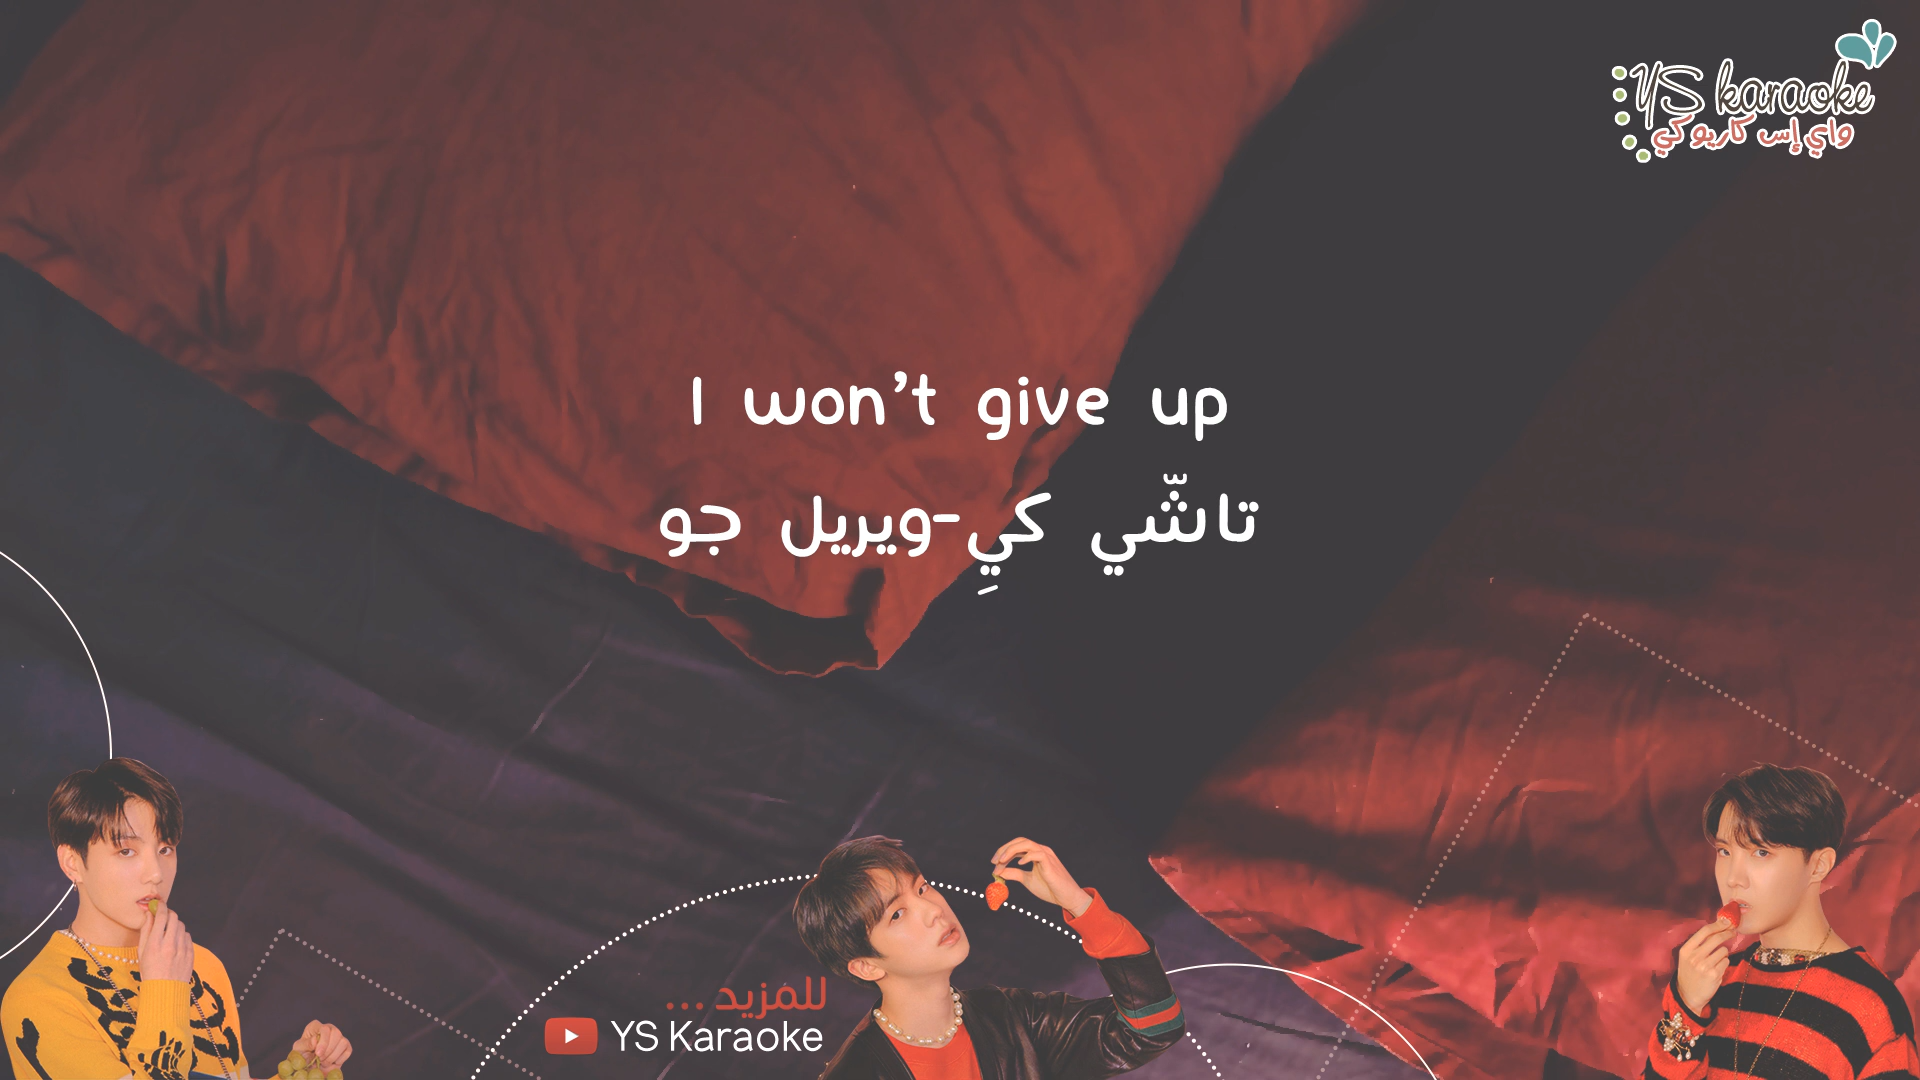 YS karaoke
واي إس كاريوكي
I won't give up
تاشّي كيِ-ويريل جو
للمزيد ...
YS Karaoke